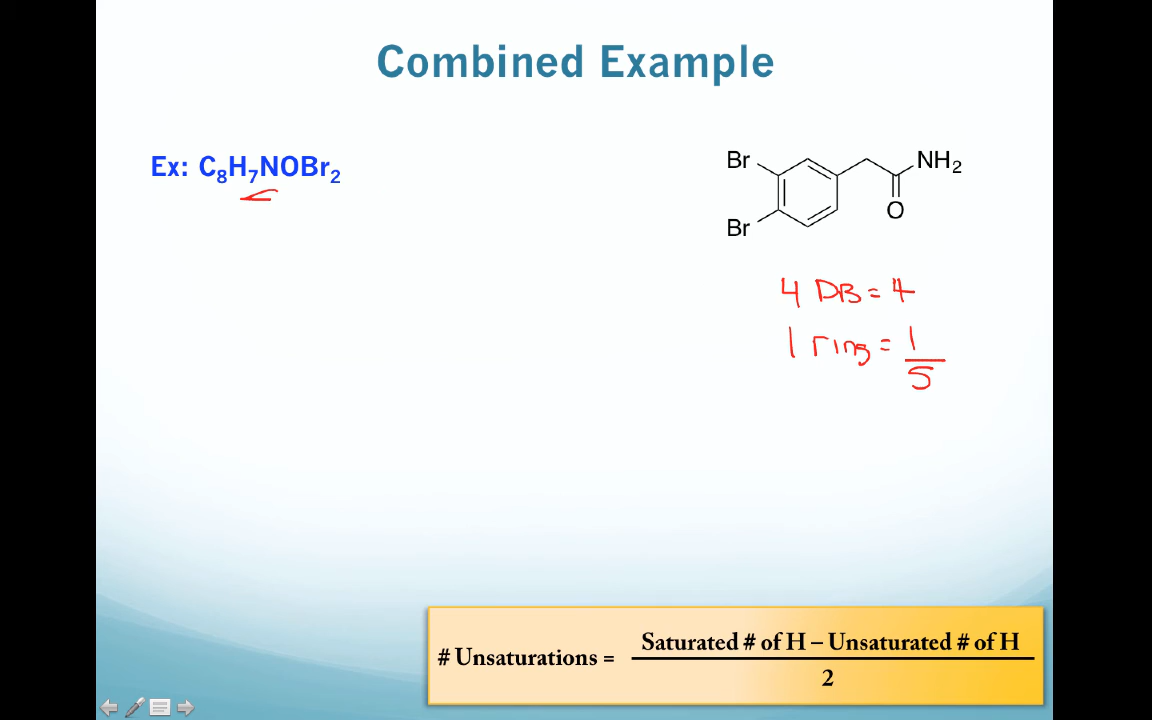 Combined Example
Ex: C₈H₇NOBr₂
Br
NH₂
O
Br
4 DB = 4
1 ring = 1
5
# Unsaturations = Saturated # of H – Unsaturated # of H
2